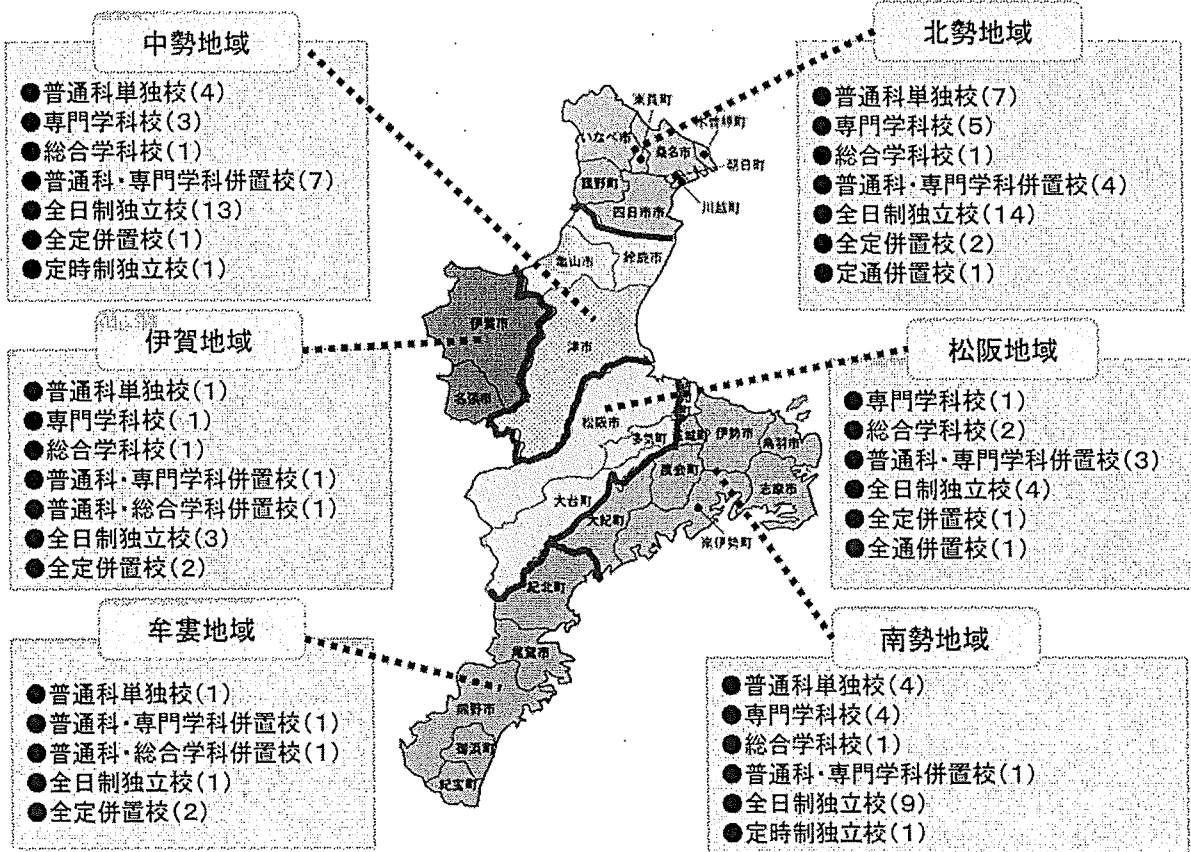 中勢地域
●普通科単独校(4)
●専門学科校(3)
●総合学科校(1)
●普通科・専門学科併置校(7)
●全日制独立校(13)
●全定併置校(1)
●定時制独立校(1)
北勢地域
●普通科単独校(7)
●専門学科校(5)
●総合学科校(1)
●普通科・専門学科併置校(4)
●全日制独立校(14)
●全定併置校(2)
●定通併置校(1)
伊賀地域
●普通科単独校(1)
●専門学科校(1)
●総合学科校(1)
●普通科・専門学科併置校(1)
●普通科・総合学科併置校(1)
●全日制独立校(3)
●全定併置校(2)
松阪地域
●専門学科校(1)
●総合学科校(2)
●普通科・専門学科併置校(3)
●全日制独立校(4)
●全定併置校(1)
●全通併置校(1)
牟婁地域
●普通科単独校(1)
●普通科・専門学科併置校(1)
●普通科・総合学科併置校(1)
●全日制独立校(1)
●全定併置校(2)
南勢地域
●普通科単独校(4)
●専門学科校(4)
●総合学科校(1)
●普通科・専門学科併置校(1)
●全日制独立校(9)
●定時制独立校(1)
東員町
木曽岬町
いなべ市
桑名市
朝日町
菰野町
川越町
四日市市
亀山市
鈴鹿市
伊賀市
津市
名張市
松阪市
多気町
玉城町
伊勢市
鳥羽市
度会町
志摩市
大台町
大紀町
南伊勢町
紀北町
尾鷲市
熊野市
御浜町
紀宝町